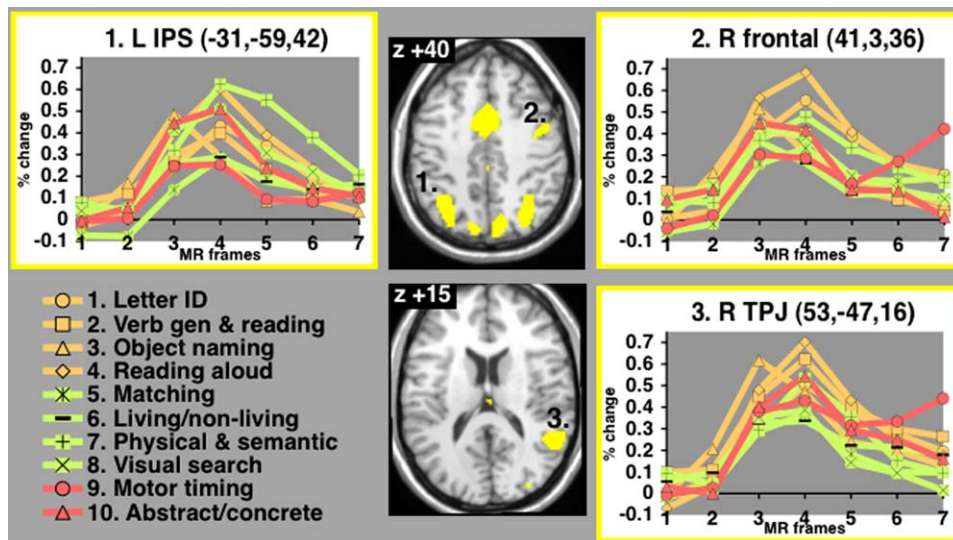 1. L IPS (-31,-59,42)
0.7
0.6
0.5
0.4
0.3
0.2
0.1
0
-0.1
% change
1 2 3 4 5 6 7
MR frames
z +40
1.
2.
2. R frontal (41,3,36)
0.7
0.6
0.5
0.4
0.3
0.2
0.1
0
-0.1
% change
1 2 3 4 5 6 7
MR frames
1. Letter ID
2. Verb gen & reading
3. Object naming
4. Reading aloud
5. Matching
6. Living/non-living
7. Physical & semantic
8. Visual search
9. Motor timing
10. Abstract/concrete
z +15
3.
3. R TPJ (53,-47,16)
0.7
0.6
0.5
0.4
0.3
0.2
0.1
0
-0.1
% change
1 2 3 4 5 6 7
MR frames